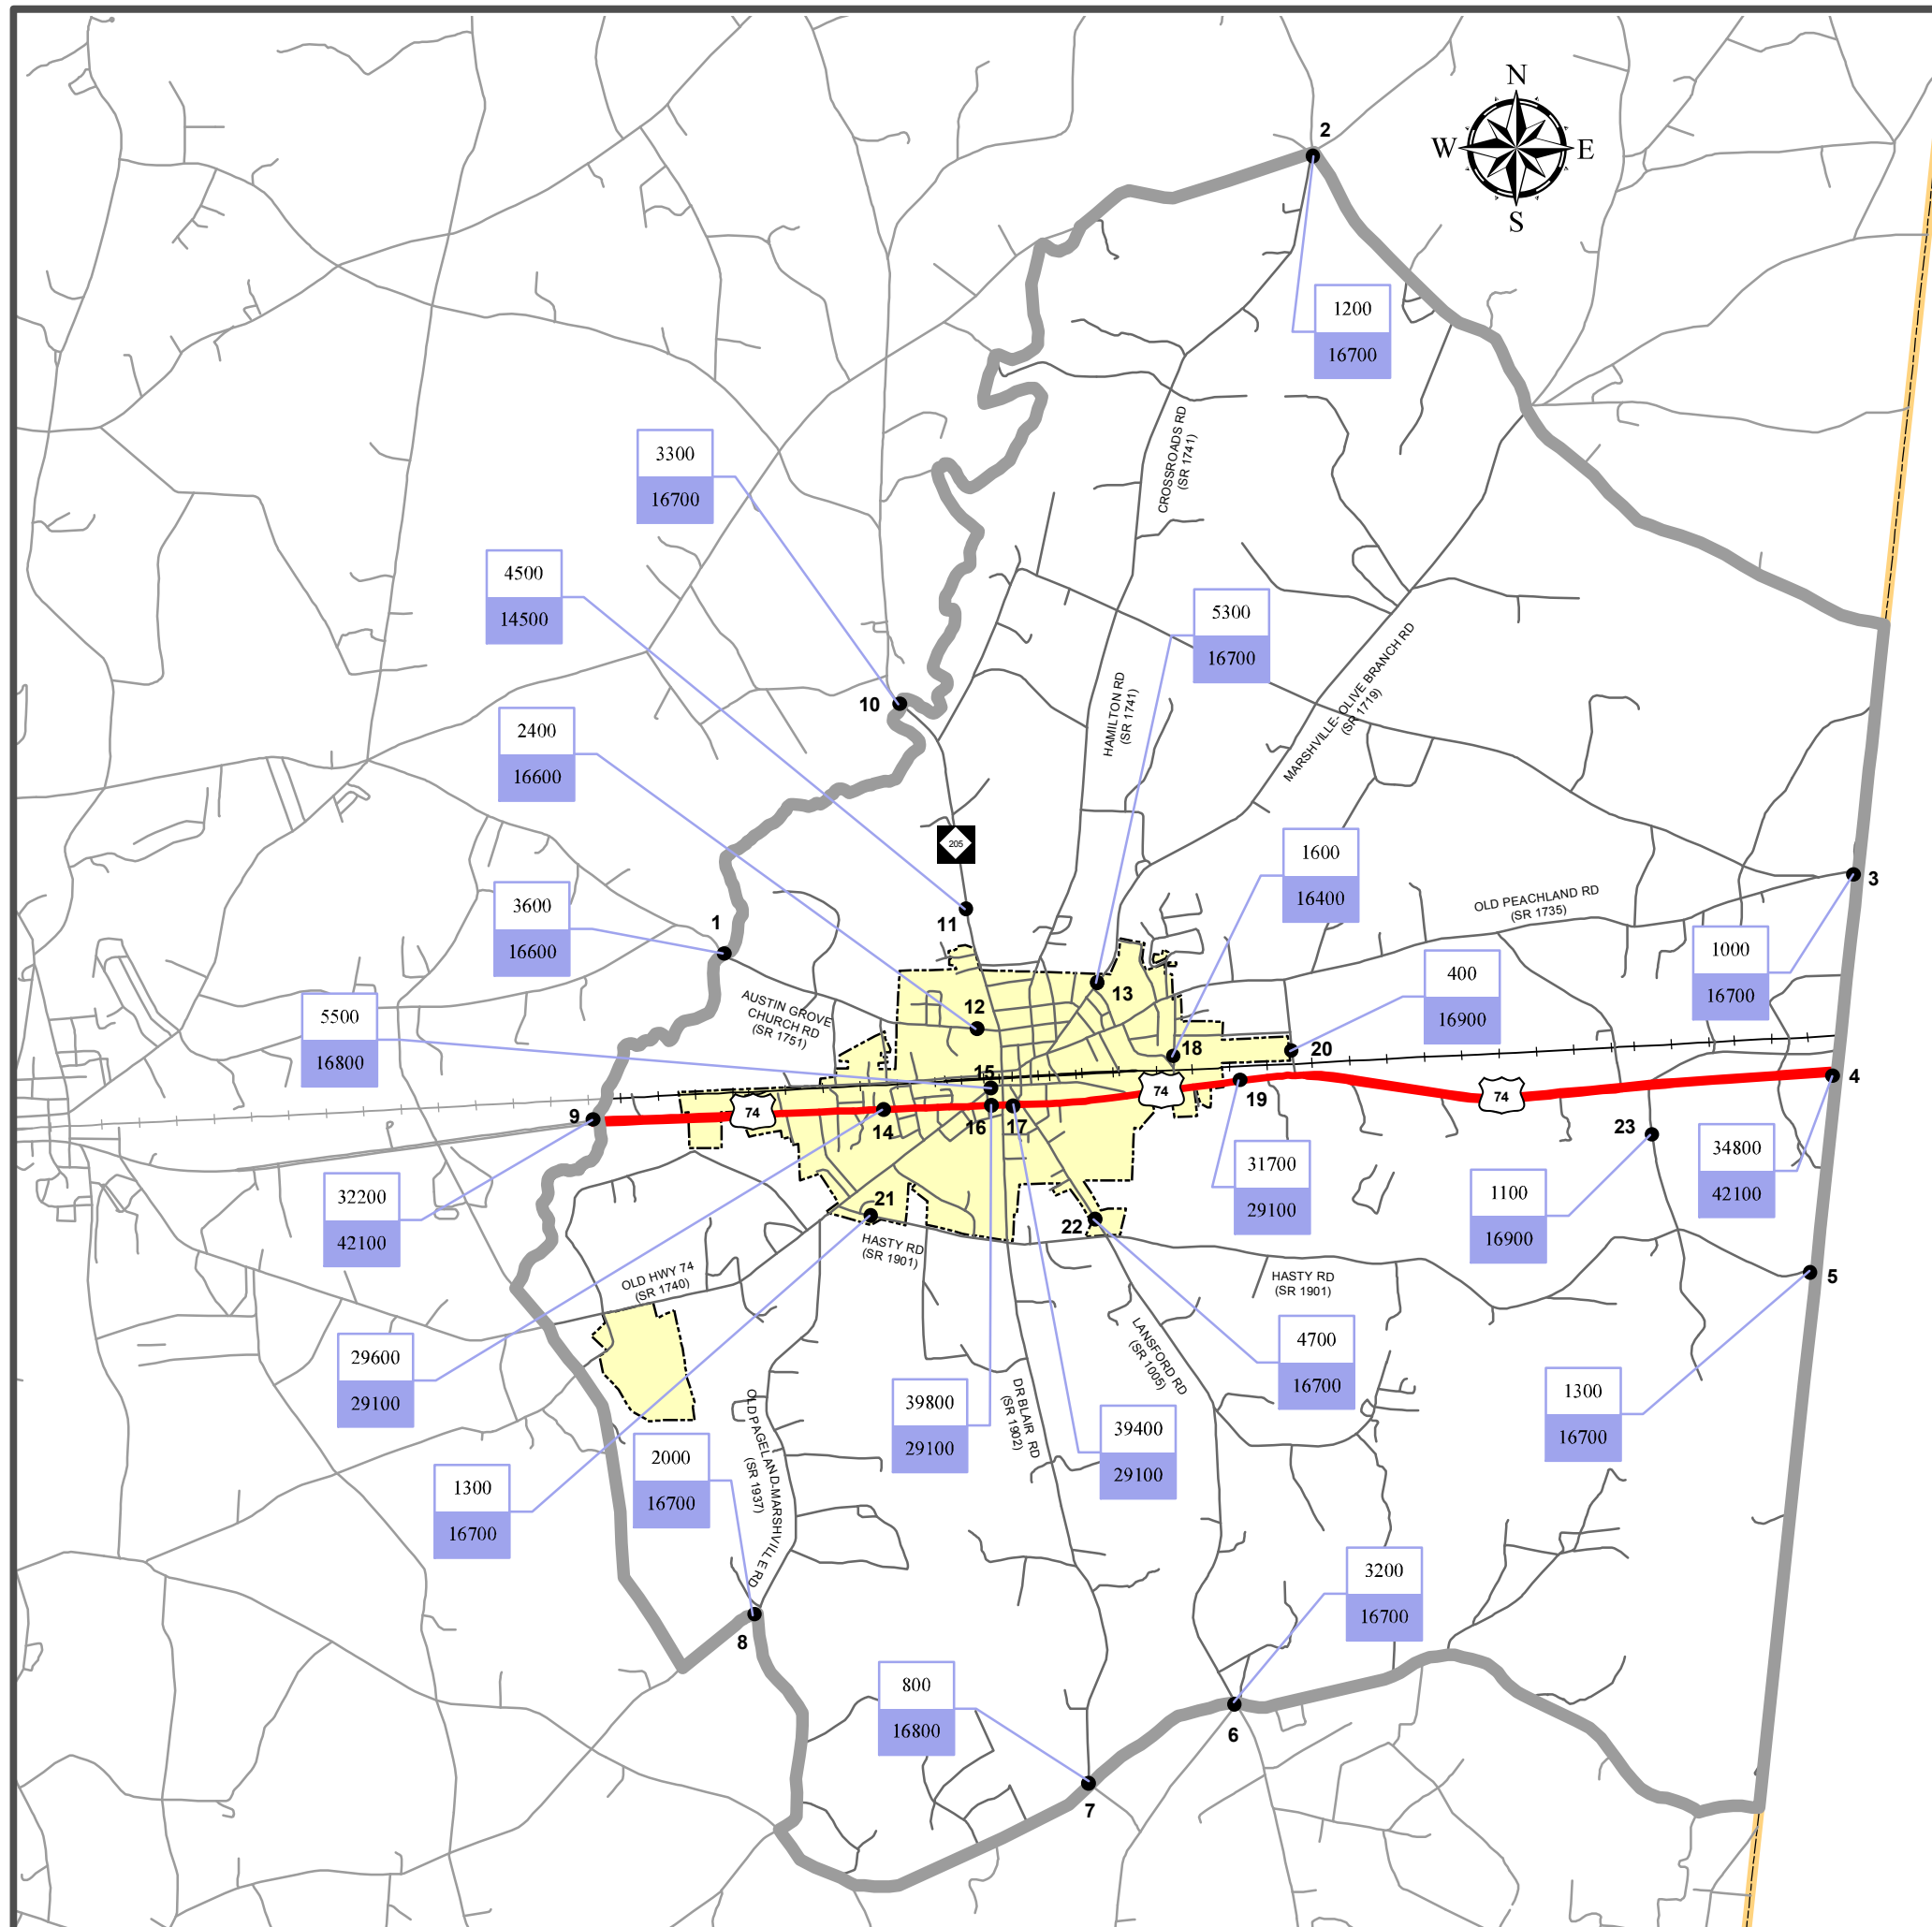 N
W
E
S
2
1200
16700
3300
16700
CROSSROADS RD
(SR 1741)
4500
14500
5300
16700
MARSHVILLE-OLIVE BRANCH RD
(SR 1719)
HAMILTON RD
(SR 1741)
10
2400
16600
205
1600
16400
3
3600
16600
1
11
OLD PEACHLAND RD
(SR 1735)
1000
16700
400
16900
5500
16800
AUSTIN GROVE
CHURCH RD
(SR 1751)
12
13
18
20
15
74
74
74
4
9
14
16
17
19
23
32200
42100
31700
29100
1100
16900
34800
42100
21
22
HASTY RD
(SR 1901)
HASTY RD
(SR 1901)
5
OLD HWY 74
(SR 1740)
29600
29100
4700
16700
LANSFORD RD
(SR 1005)
39800
29100
DR BLAIR RD
(SR 1902)
39400
29100
1300
16700
OLD PAGELAND-MARSHVILLE RD
(SR 1937)
2000
16700
1300
16700
3200
16700
8
800
16800
6
7